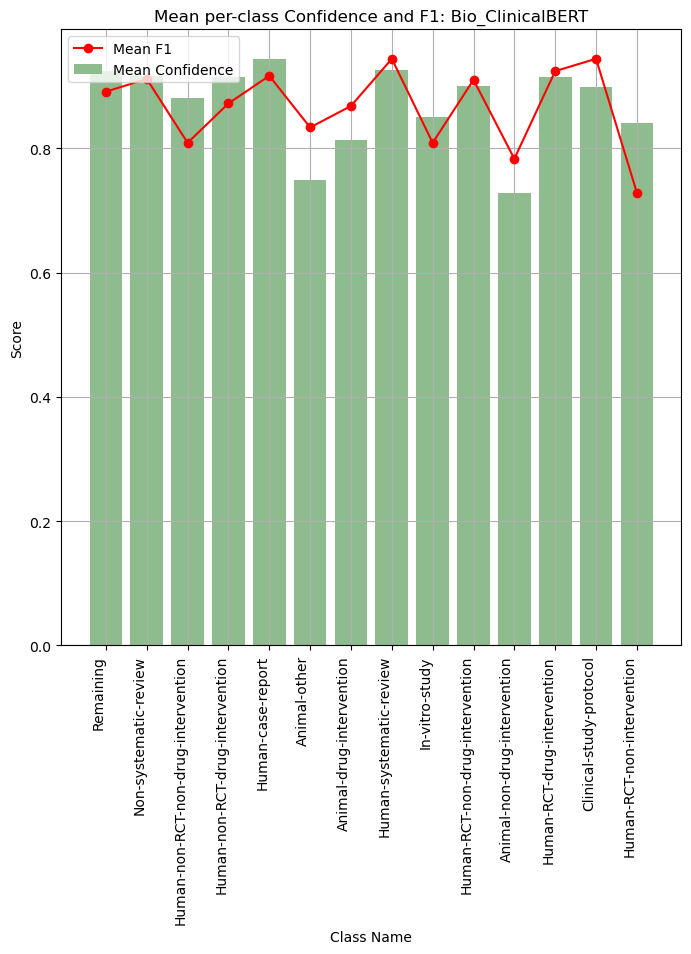 Mean per-class Confidence and F1: Bio_ClinicalBERT
Mean F1
Mean Confidence
Score
0.8
0.6
0.4
0.2
0.0
Remaining
Non-systematic-review
Human-non-RCT-non-drug-intervention
Human-non-RCT-drug-intervention
Human-case-report
Animal-other
Animal-drug-intervention
Human-systematic-review
In-vitro-study
Human-RCT-non-drug-intervention
Animal-non-drug-intervention
Human-RCT-drug-intervention
Clinical-study-protocol
Human-RCT-non-intervention
Class Name